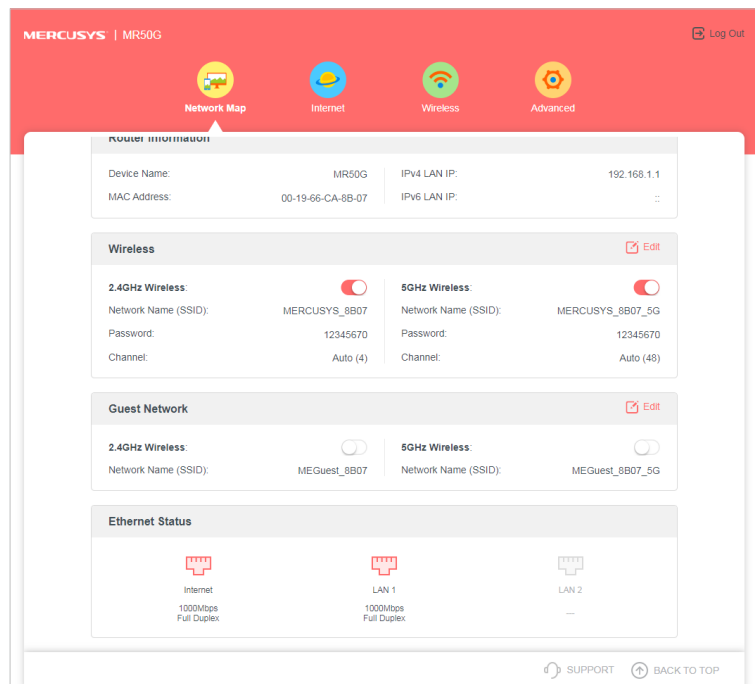 MERCUSYS | MR50G
Log Out
Network Map
Internet
Wireless
Advanced
Router Information
Device Name: MR50G
IPv4 LAN IP: 192.168.1.1
MAC Address: 00-19-66-CA-8B-07
IPv6 LAN IP: ::
Wireless
Edit
2.4GHz Wireless:
5GHz Wireless:
Network Name (SSID): MERCUSYS_8B07
Network Name (SSID): MERCUSYS_8B07_5G
Password: 12345670
Password: 12345670
Channel: Auto (4)
Channel: Auto (48)
Guest Network
Edit
2.4GHz Wireless:
5GHz Wireless:
Network Name (SSID): MEGuest_8B07
Network Name (SSID): MEGuest_8B07_5G
Ethernet Status
Internet
LAN 1
LAN 2
1000Mbps
Full Duplex
1000Mbps
Full Duplex
---
SUPPORT
BACK TO TOP